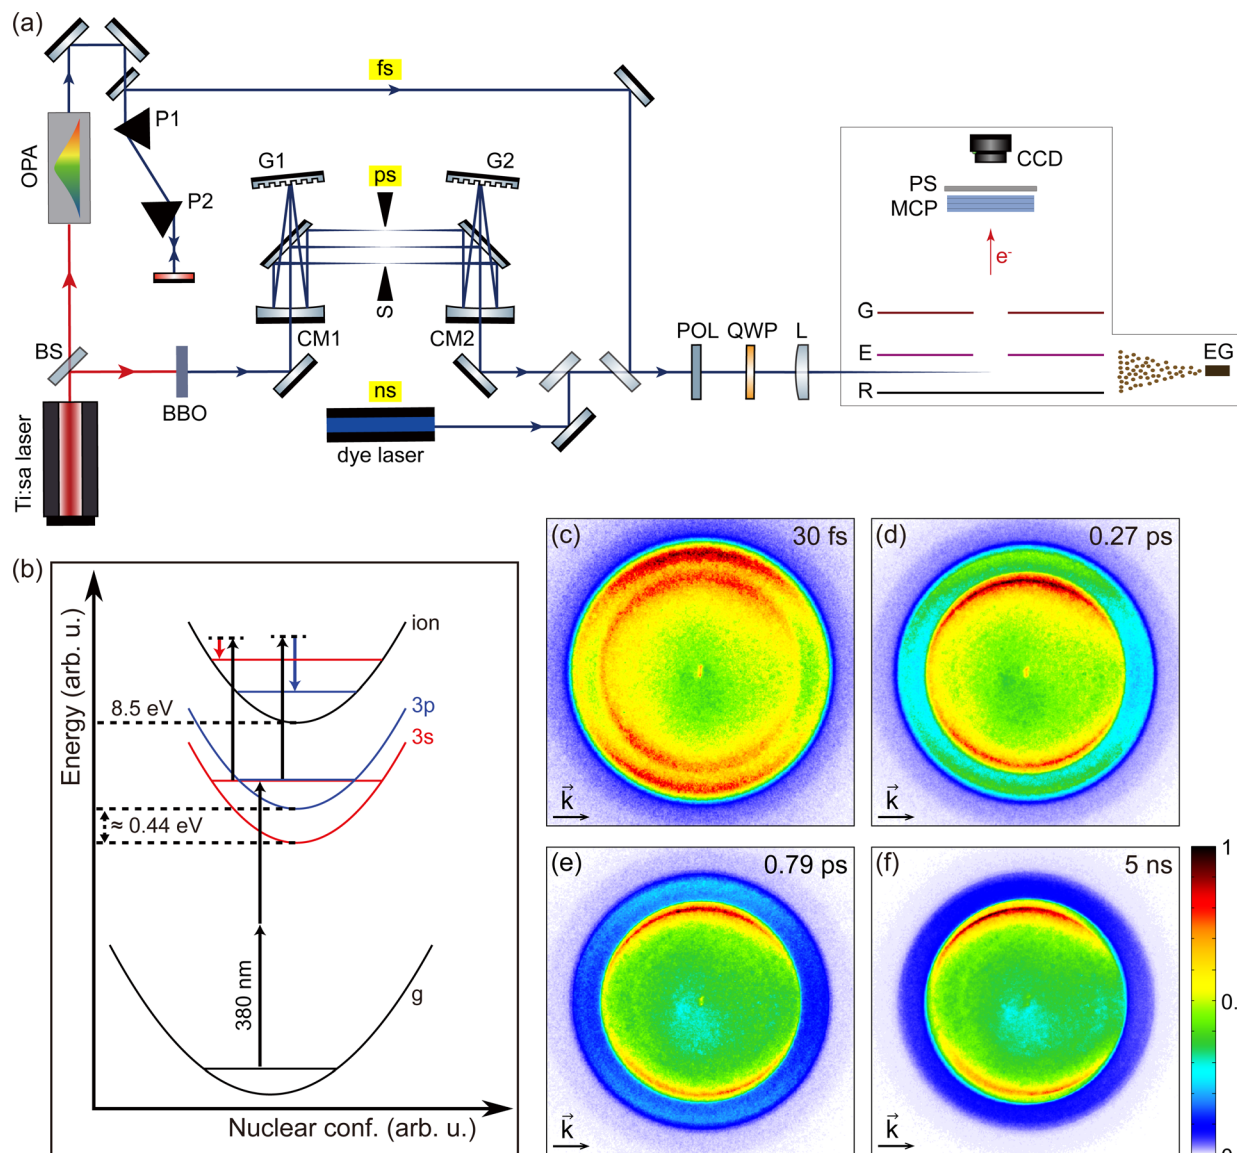 (a)
fs
P1
OPA
G1
ps
G2
CCD
PS
MCP
P2
e-
S
G
BS
CM1
CM2
POL
QWP
L
E
EG
ns
R
BBO
dye laser
Ti:sa laser
(b)
(c)
30 fs
(d)
0.27 ps
ion
8.5 eV
3p
3s
Energy (arb. u.)
k
k
≈ 0.44 eV
(e)
0.79 ps
(f)
5 ns
1
380 nm
g
0.
k
k
Nuclear conf. (arb. u.)